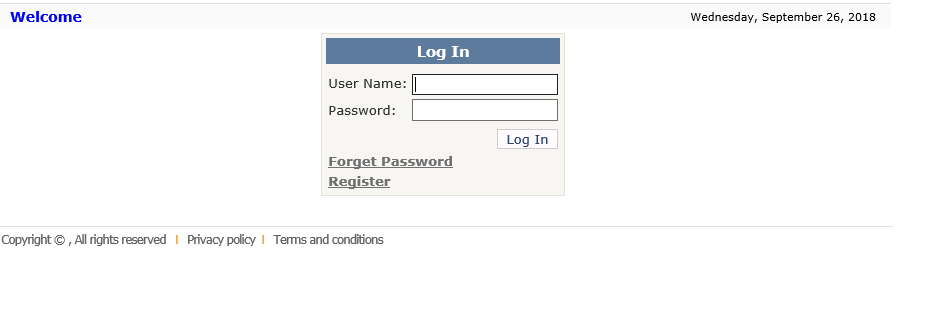 Welcome
Wednesday, September 26, 2018
Log In
User Name:
Password:
Log In
Forget Password
Register
Copyright © , All rights reserved | Privacy policy | Terms and conditions